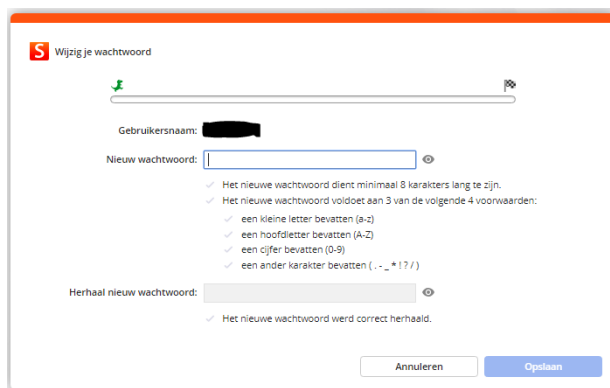 S Wijzig je wachtwoord
Gebruikersnaam:
Nieuw wachtwoord:
Het nieuwe wachtwoord dient minimaal 8 karakters lang te zijn.
Het nieuwe wachtwoord voldoet aan 3 van de volgende 4 voorwaarden:
een kleine letter bevatten (a-z)
een hoofdletter bevatten (A-Z)
een cijfer bevatten (0-9)
een ander karakter bevatten ( . - _ * ! ? / )
Herhaal nieuw wachtwoord:
Het nieuwe wachtwoord werd correct herhaald.
Annuleren Opslaan